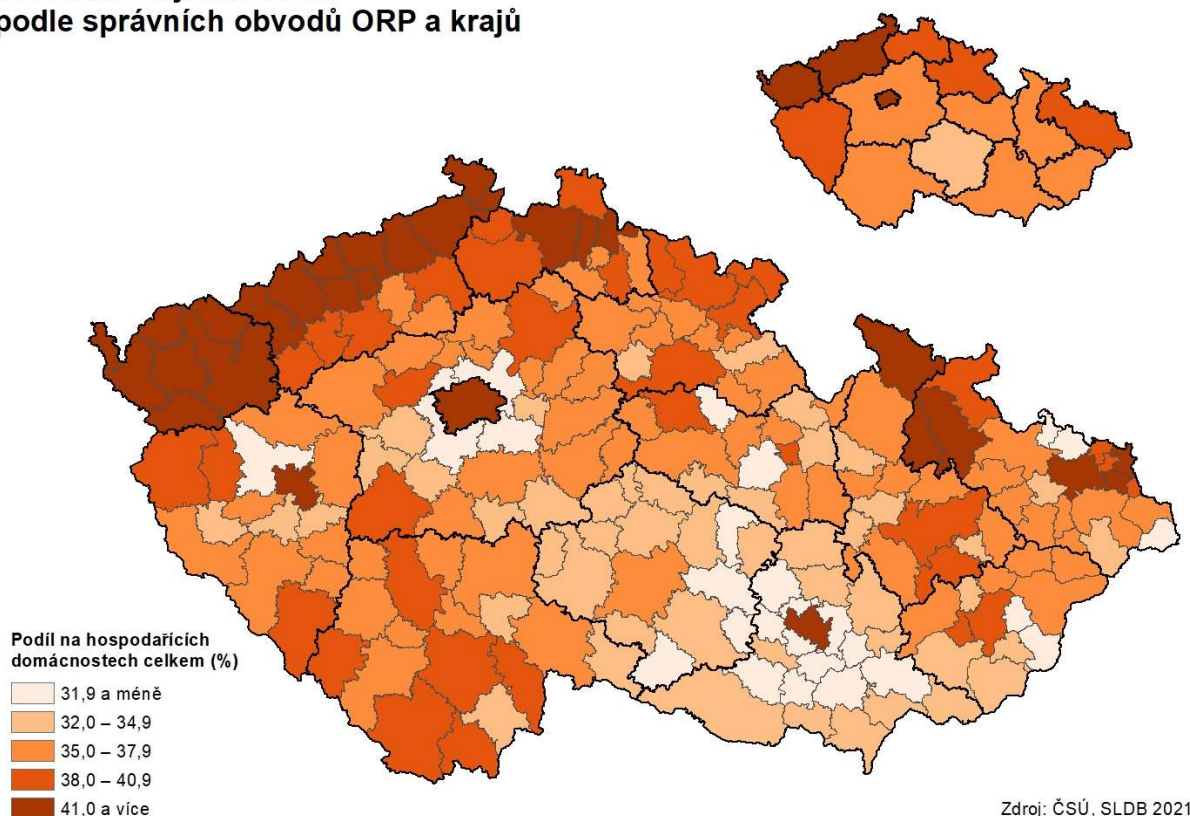 podle správních obvodů ORP a krajů
Podíl na hospodařících
domácnostech celkem (%)
31,9 a méně
32,0 – 34,9
35,0 – 37,9
38,0 – 40,9
41,0 a více
Zdroj: ČSÚ, SLDB 2021